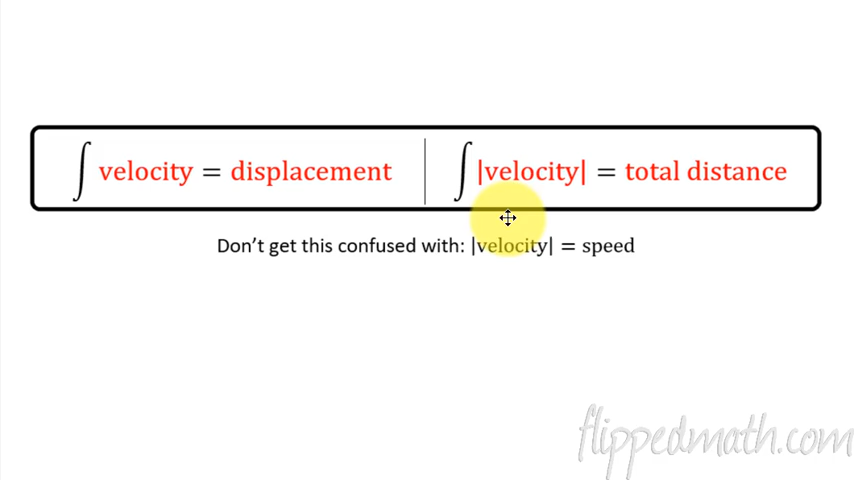 ∫ velocity = displacement
∫ |velocity| = total distance
Don’t get this confused with: |velocity| = speed
flippedmath.com